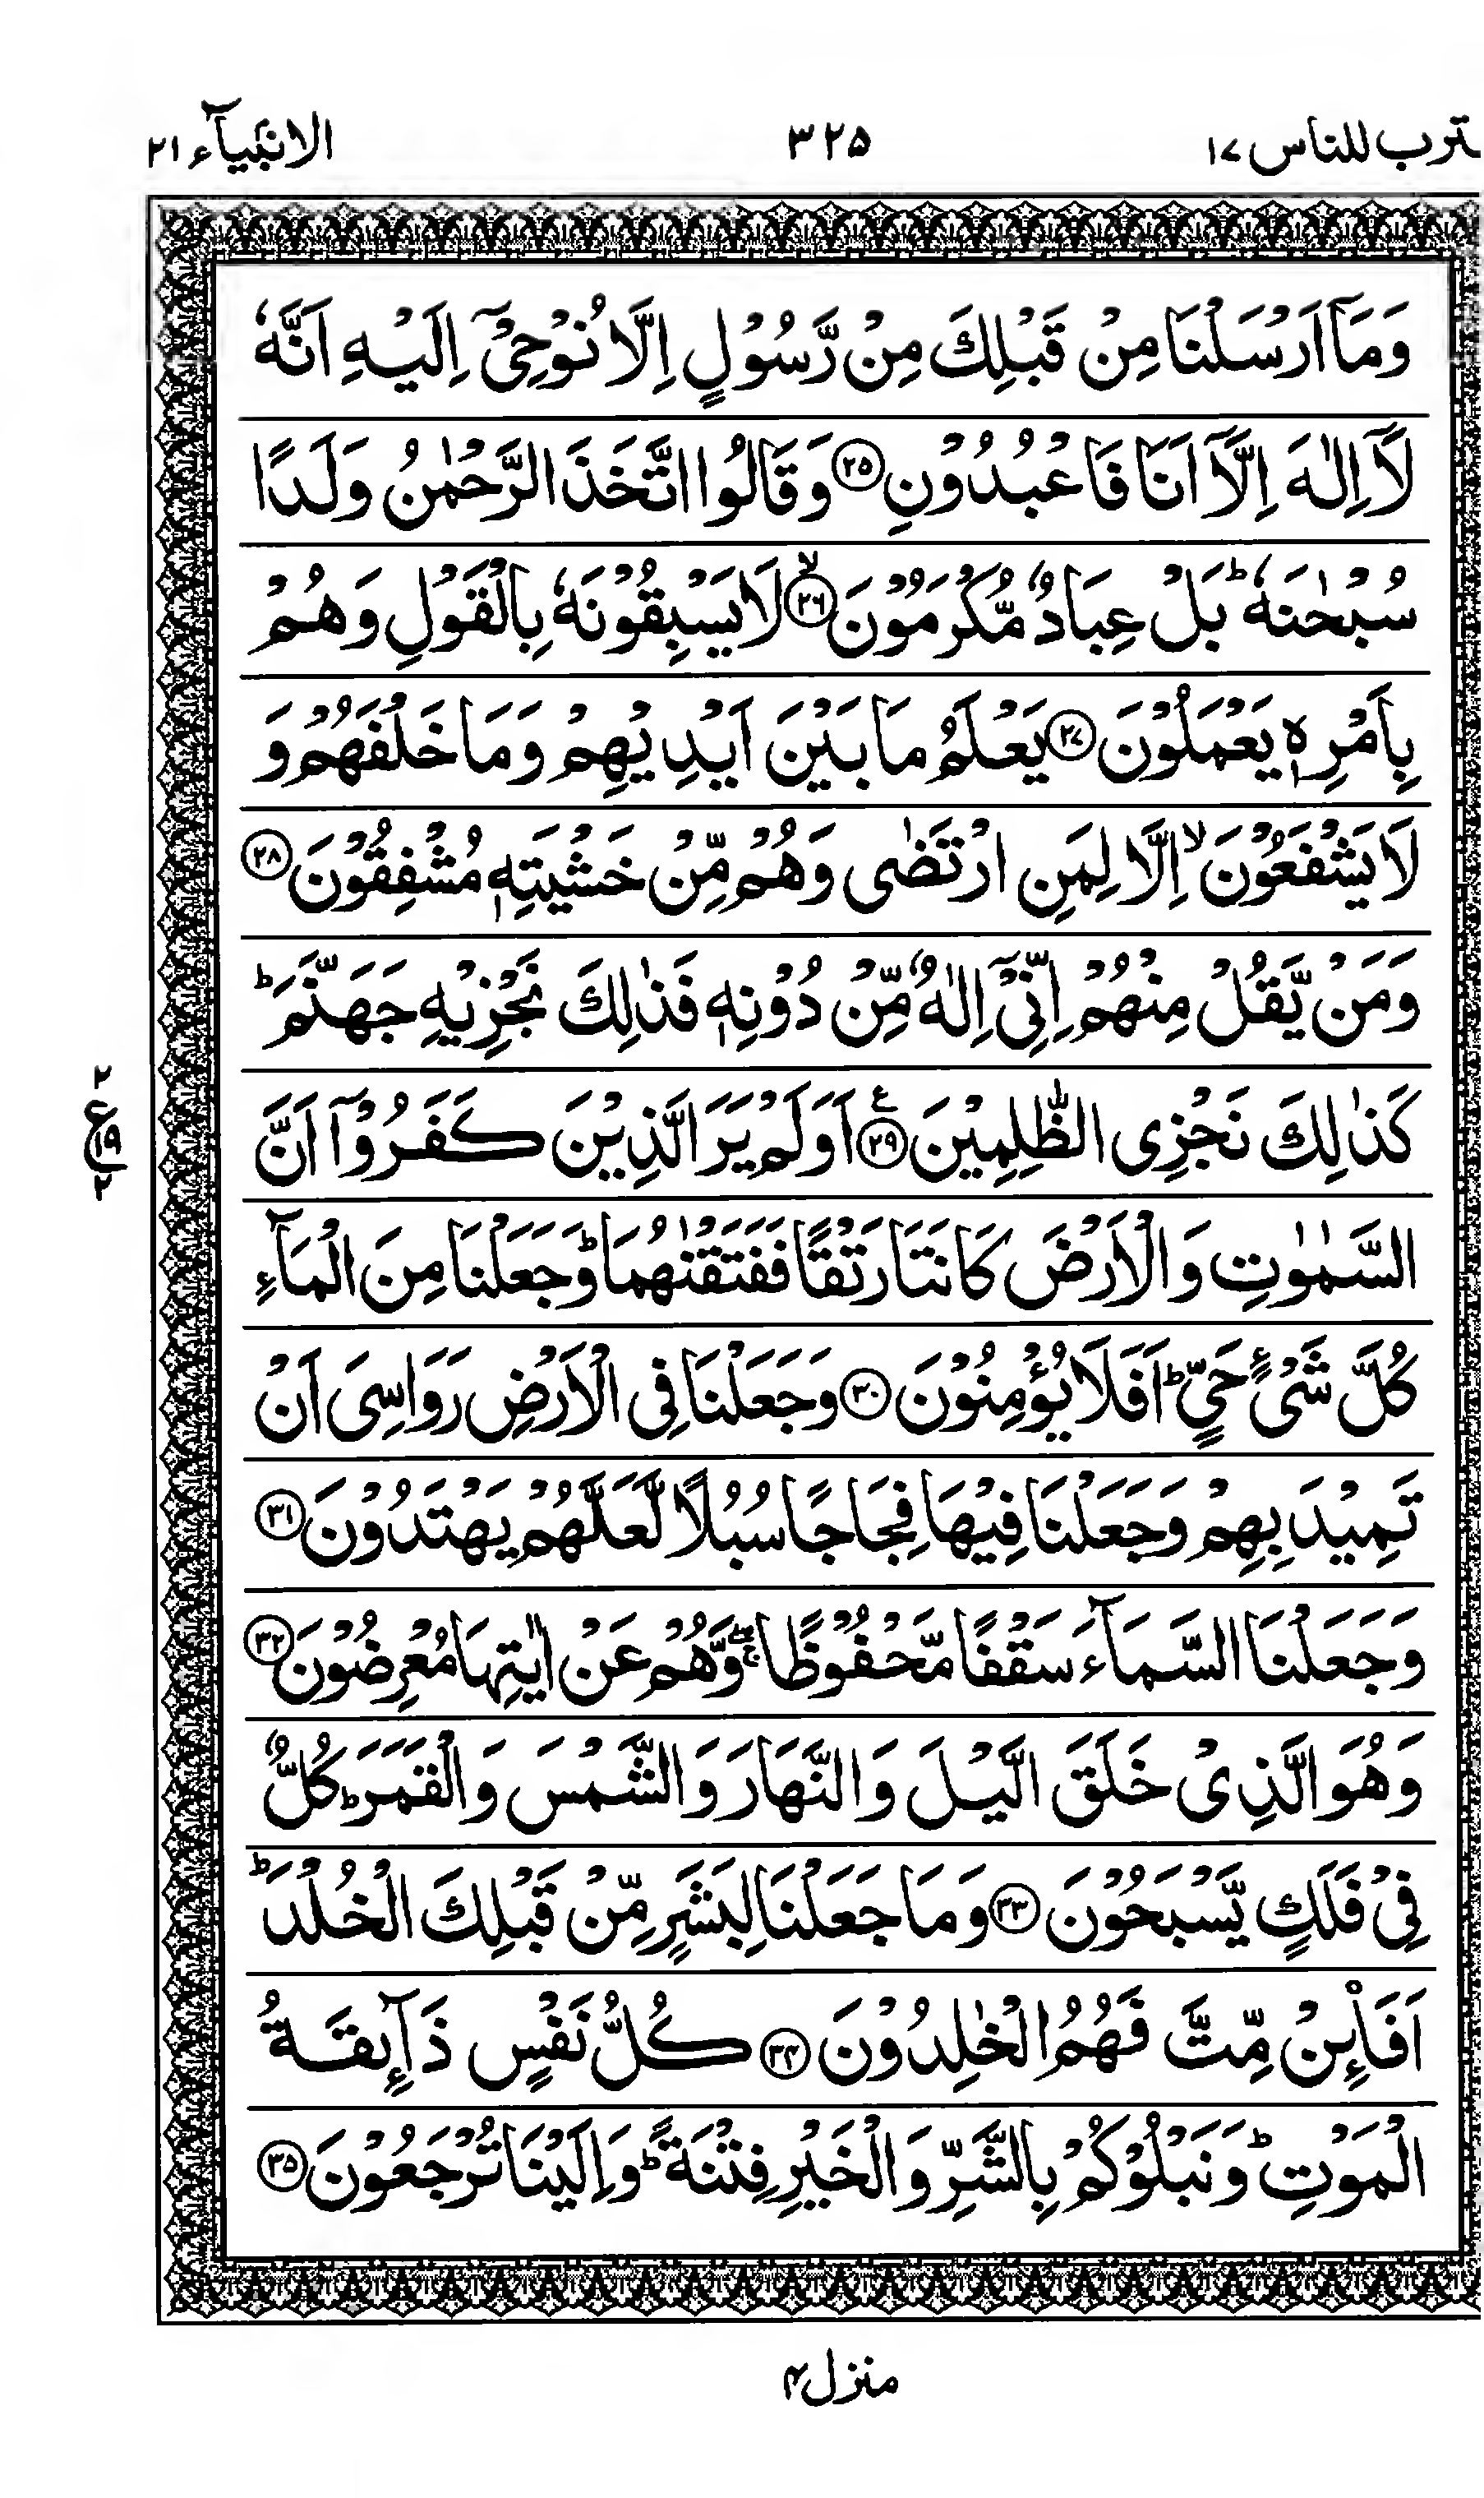 ترب للناس ۱۷ ۳۲۵ الانبیآء ۲۱
وَمَاۤ اَرْسَلْنَا مِنْ قَبْلِكَ مِنْ رَّسُوْلٍ اِلَّا نُوْحِیْۤ اِلَیْهِ اَنَّهٗ
لَاۤ اِلٰهَ اِلَّاۤ اَنَا فَاعْبُدُوْنِ ﴿۲۵﴾ وَقَالُوا اتَّخَذَ الرَّحْمٰنُ وَلَدًا
سُبْحٰنَهٗ ؕ بَلْ عِبَادٌ مُّكْرَمُوْنَ ﴿۲۶﴾ۙ لَا یَسْبِقُوْنَهٗ بِالْقَوْلِ وَهُمْ
بِاَمْرِهٖ یَعْمَلُوْنَ ﴿۲۷﴾ یَعْلَمُ مَا بَیْنَ اَیْدِیْهِمْ وَمَا خَلْفَهُمْ وَ
لَا یَشْفَعُوْنَ ۙ اِلَّا لِمَنِ ارْتَضٰی وَهُمْ مِّنْ خَشْیَتِهٖ مُشْفِقُوْنَ ﴿۲۸﴾
وَمَنْ یَّقُلْ مِنْهُمْ اِنِّیْۤ اِلٰهٌ مِّنْ دُوْنِهٖ فَذٰلِكَ نَجْزِیْهِ جَهَنَّمَ ؕ
كَذٰلِكَ نَجْزِی الظّٰلِمِیْنَ ﴿۲۹﴾ع اَوَلَمْ یَرَ الَّذِیْنَ كَفَرُوْۤا اَنَّ
۲ ع ۱۹ ۲
السَّمٰوٰتِ وَالْاَرْضَ كَانَتَا رَتْقًا فَفَتَقْنٰهُمَا ؕ وَجَعَلْنَا مِنَ الْمَآءِ
كُلَّ شَیْءٍ حَیٍّ ؕ اَفَلَا یُؤْمِنُوْنَ ﴿۳۰﴾ وَجَعَلْنَا فِی الْاَرْضِ رَوَاسِیَ اَنْ
تَمِیْدَ بِهِمْ وَجَعَلْنَا فِیْهَا فِجَاجًا سُبُلًا لَّعَلَّهُمْ یَهْتَدُوْنَ ﴿۳۱﴾
وَجَعَلْنَا السَّمَآءَ سَقْفًا مَّحْفُوْظًا ۖۚ وَّهُمْ عَنْ اٰیٰتِهَا مُعْرِضُوْنَ ﴿۳۲﴾
وَهُوَ الَّذِیْ خَلَقَ الَّیْلَ وَالنَّهَارَ وَالشَّمْسَ وَالْقَمَرَ ؕ كُلٌّ
فِیْ فَلَكٍ یَّسْبَحُوْنَ ﴿۳۳﴾ وَمَا جَعَلْنَا لِبَشَرٍ مِّنْ قَبْلِكَ الْخُلْدَ ؕ
اَفَا۠ئِنْ مِّتَّ فَهُمُ الْخٰلِدُوْنَ ﴿۳۴﴾ كُلُّ نَفْسٍ ذَآئِقَةُ
الْمَوْتِ ؕ وَنَبْلُوْكُمْ بِالشَّرِّ وَالْخَیْرِ فِتْنَةً ؕ وَاِلَیْنَا تُرْجَعُوْنَ ﴿۳۵﴾
منزل ۴